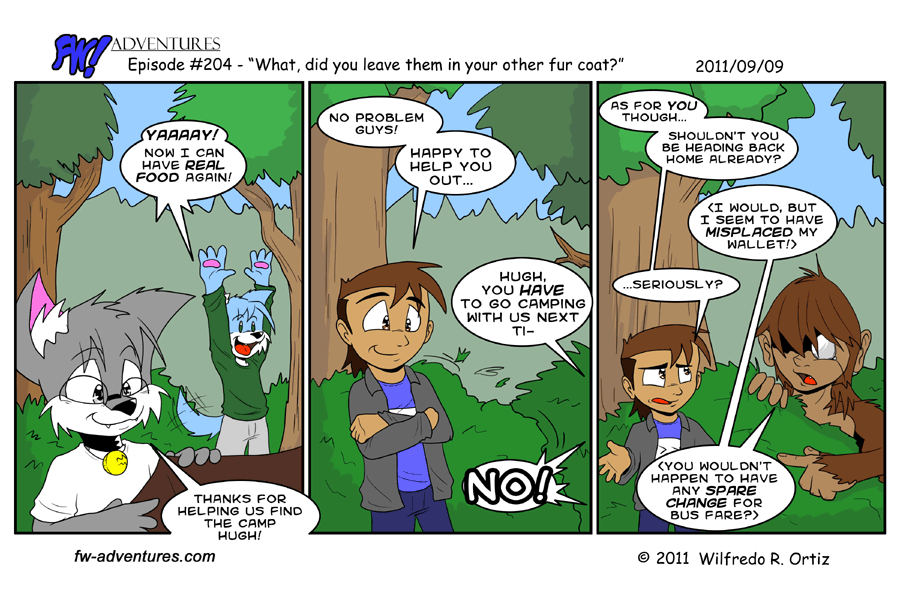 FW! ADVENTURES
Episode #204 - "What, did you leave them in your other fur coat?"
2011/09/09
YAAAAY!
NOW I CAN
HAVE REAL
FOOD AGAIN!
THANKS FOR
HELPING US FIND
THE CAMP
HUGH!
NO PROBLEM
GUYS!
HAPPY TO
HELP YOU
OUT...
HUGH,
YOU HAVE
TO GO CAMPING
WITH US NEXT
TI-
NO!
AS FOR YOU
THOUGH...
SHOULDN'T YOU
BE HEADING BACK
HOME ALREADY?
<I WOULD, BUT
I SEEM TO HAVE
MISPLACED MY
WALLET!>
...SERIOUSLY?
<YOU WOULDN'T
HAPPEN TO HAVE
ANY SPARE
CHANGE FOR
BUS FARE?>
fw-adventures.com
© 2011 Wilfredo R. Ortiz